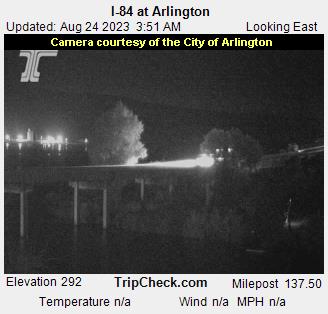 I-84 at Arlington
Updated: Aug 24 2023 3:51 AM Looking East
Camera courtesy of the City of Arlington
Elevation 292 TripCheck.com Milepost 137.50
Temperature n/a Wind n/a MPH n/a